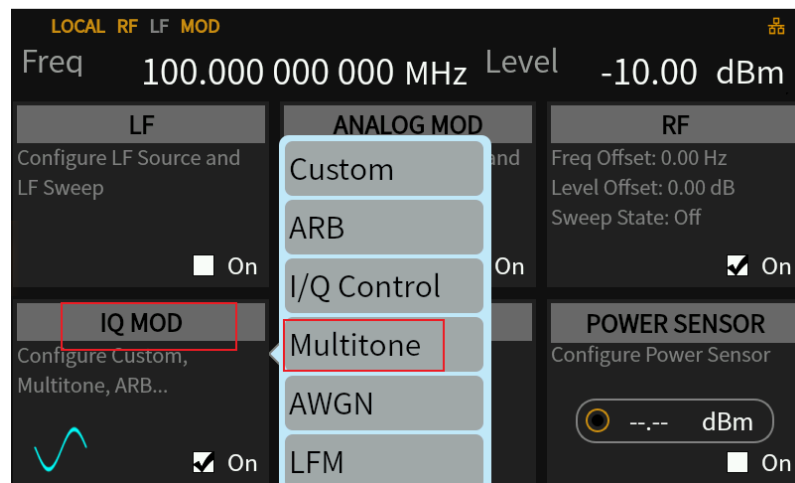 LOCAL RF LF MOD
Freq 100.000 000 000 MHz Level -10.00 dBm
LF
Configure LF Source and
LF Sweep
On
ANALOG MOD
and
On
RF
Freq Offset: 0.00 Hz
Level Offset: 0.00 dB
Sweep State: Off
On
Custom
ARB
I/Q Control
Multitone
AWGN
LFM
IQ MOD
Configure Custom,
Multitone, ARB...
On
POWER SENSOR
Configure Power Sensor
--.-- dBm
On